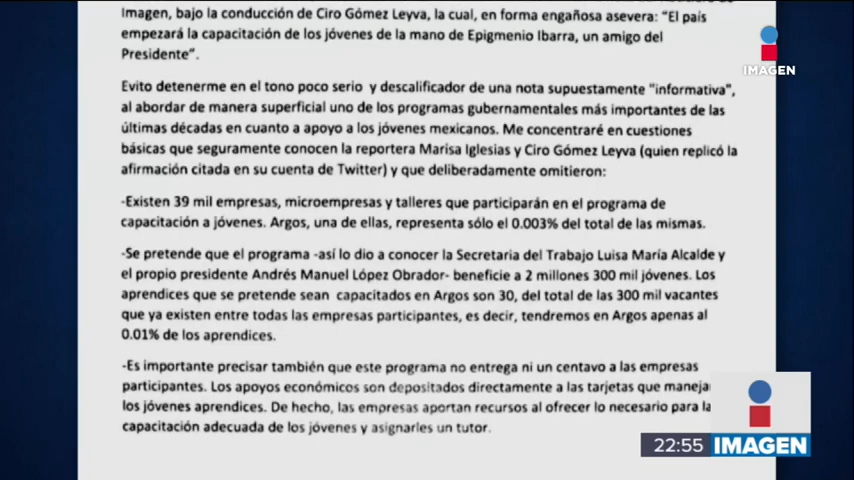 Imagen, bajo la conducción de Ciro Gómez Leyva, la cual, en forma engañosa asevera: “El país
empezará la capacitación de los jóvenes de la mano de Epigmenio Ibarra, un amigo del
Presidente”.
Evito detenerme en el tono poco serio y descalificador de una nota supuestamente "informativa",
al abordar de manera superficial uno de los programas gubernamentales más importantes de las
últimas décadas en cuanto a apoyo a los jóvenes mexicanos. Me concentraré en cuestiones
básicas que seguramente conocen la reportera Marisa Iglesias y Ciro Gómez Leyva (quien replicó la
afirmación citada en su cuenta de Twitter) y que deliberadamente omitieron:
-Existen 39 mil empresas, microempresas y talleres que participarán en el programa de
capacitación a jóvenes. Argos, una de ellas, representa sólo el 0.003% del total de las mismas.
-Se pretende que el programa -así lo dio a conocer la Secretaria del Trabajo Luisa María Alcalde y
el propio presidente Andrés Manuel López Obrador- beneficie a 2 millones 300 mil jóvenes. Los
aprendices que se pretende sean capacitados en Argos son 30, del total de las 300 mil vacantes
que ya existen entre todas las empresas participantes, es decir, tendremos en Argos apenas al
0.01% de los aprendices.
-Es importante precisar también que este programa no entrega ni un centavo a las empresas
participantes. Los apoyos económicos son depositados directamente a las tarjetas que maneja
los jóvenes aprendices. De hecho, las empresas aportan recursos al ofrecer lo necesario para la
capacitación adecuada de los jóvenes y asignarles un tutor.
IMAGEN
22:55 IMAGEN